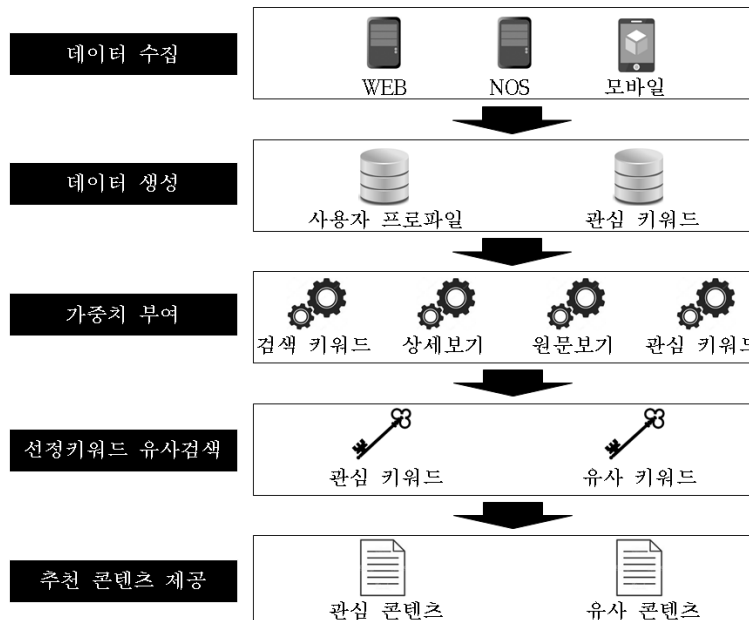 데이터 수집
WEB NOS 모바일
데이터 생성
사용자 프로파일 관심 키워드
가중치 부여
검색 키워드 상세보기 원문보기 관심 키워드
선정키워드 유사검색
관심 키워드 유사 키워드
추천 콘텐츠 제공
관심 콘텐츠 유사 콘텐츠